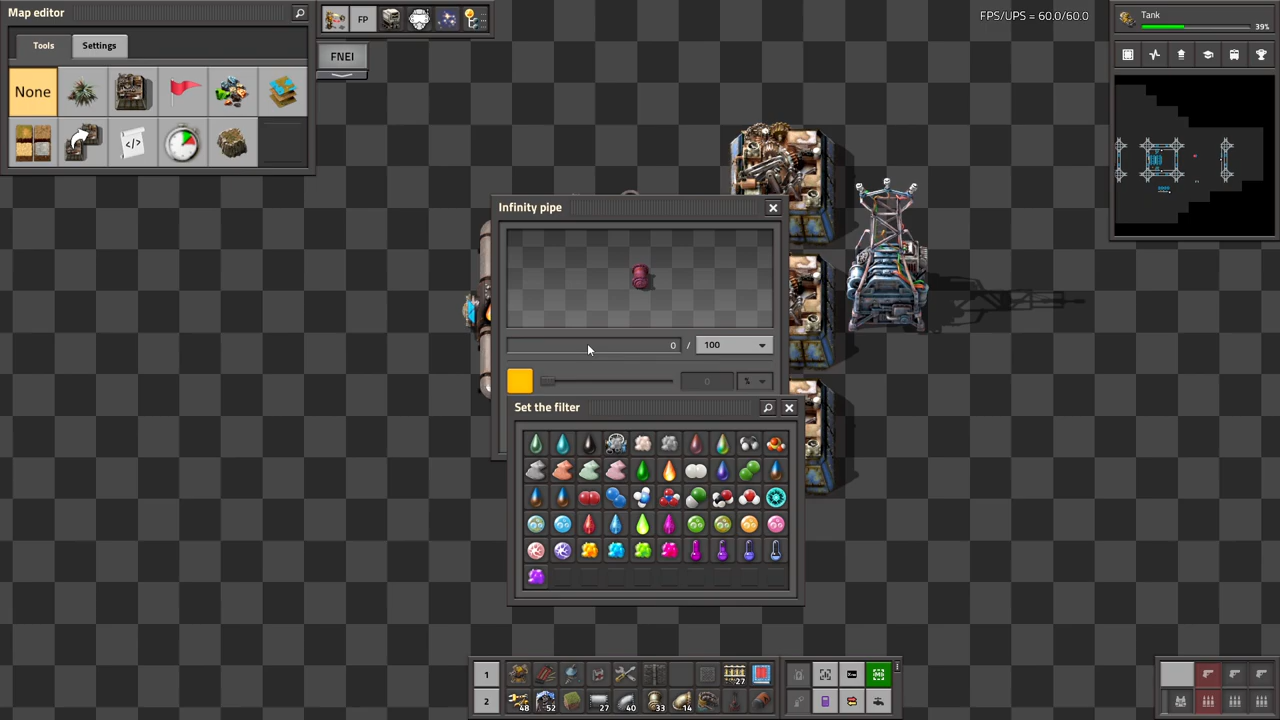 Map editor
Tools
Settings
None
</>
FP
FNEI
FPS/UPS = 60.0/60.0
Tank
39%
Infinity pipe
0 / 100
0 %
Set the filter
1
27
2
48
52
27
40
33
14